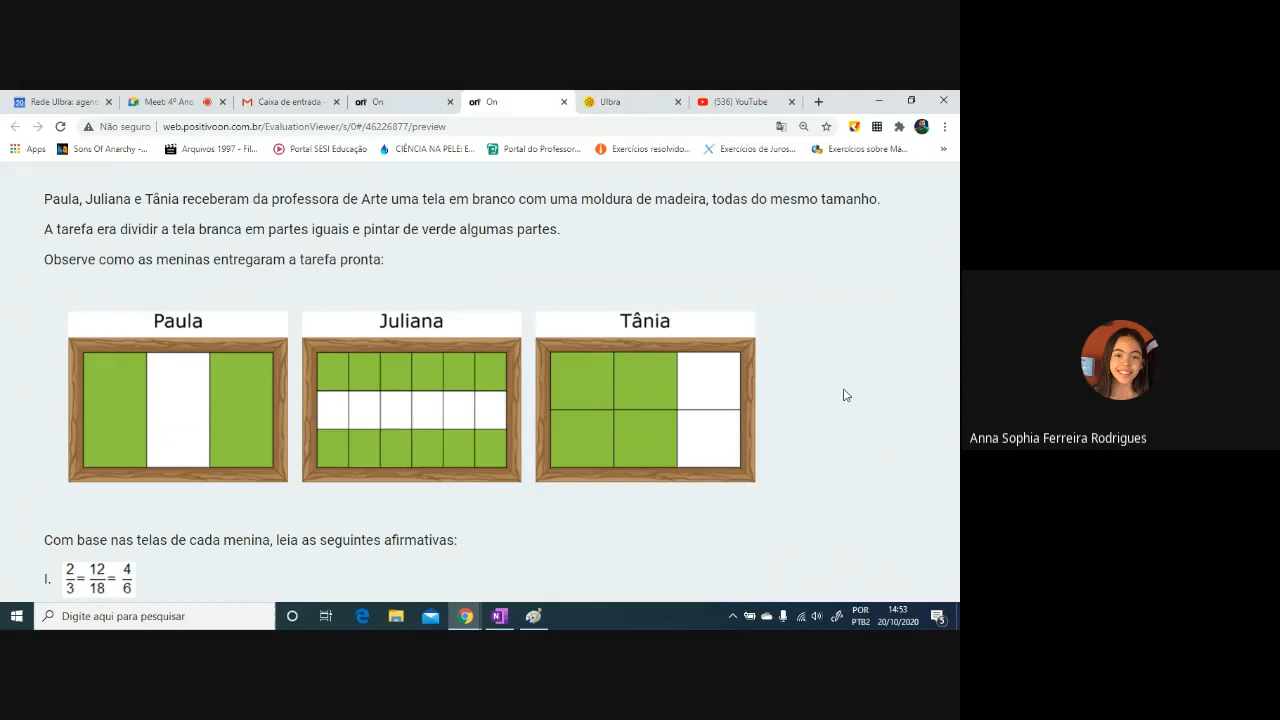 Rede Ulbra: agen
Meet: 4º Ano
Caixa de entrada -
On
On
Ulbra
(536) YouTube
Não seguro
web.positivoon.com.br/EvaluationViewer/s/0#/46226877/preview
Apps
Sons Of Anarchy -...
Arquivos 1997 - Fil...
Portal SESI Educação
CIÊNCIA NA PELE: E...
Portal do Professor...
Exercícios resolvido...
Exercícios de Juros...
Exercícios sobre Má...
Paula, Juliana e Tânia receberam da professora de Arte uma tela em branco com uma moldura de madeira, todas do mesmo tamanho.
A tarefa era dividir a tela branca em partes iguais e pintar de verde algumas partes.
Observe como as meninas entregaram a tarefa pronta:
Paula
Juliana
Tânia
Com base nas telas de cada menina, leia as seguintes afirmativas:
I. 2/3 = 12/18 = 4/6
Anna Sophia Ferreira Rodrigues
Digite aqui para pesquisar
POR
PTB2
14:53
20/10/2020
5